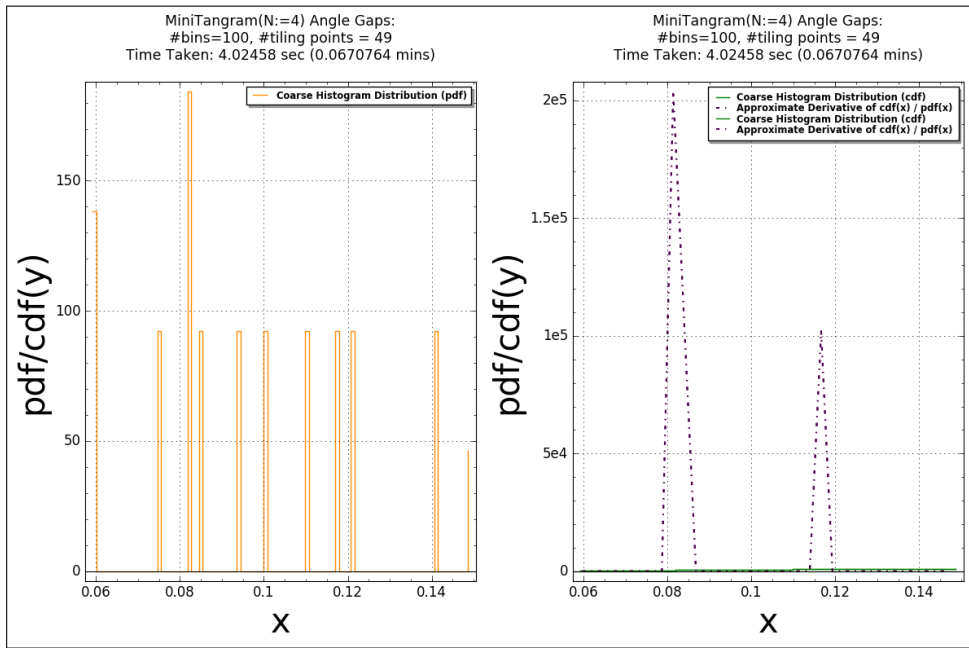 MiniTangram(N:=4) Angle Gaps:
#bins=100, #tiling points = 49
Time Taken: 4.02458 sec (0.0670764 mins)
Coarse Histogram Distribution (pdf)
pdf/cdf(y)
150
100
50
0
0.06 0.08 0.1 0.12 0.14
x
MiniTangram(N:=4) Angle Gaps:
#bins=100, #tiling points = 49
Time Taken: 4.02458 sec (0.0670764 mins)
Coarse Histogram Distribution (cdf)
Approximate Derivative of cdf(x) / pdf(x)
Coarse Histogram Distribution (cdf)
Approximate Derivative of cdf(x) / pdf(x)
pdf/cdf(y)
2e5
1.5e5
1e5
5e4
0
0.06 0.08 0.1 0.12 0.14
x